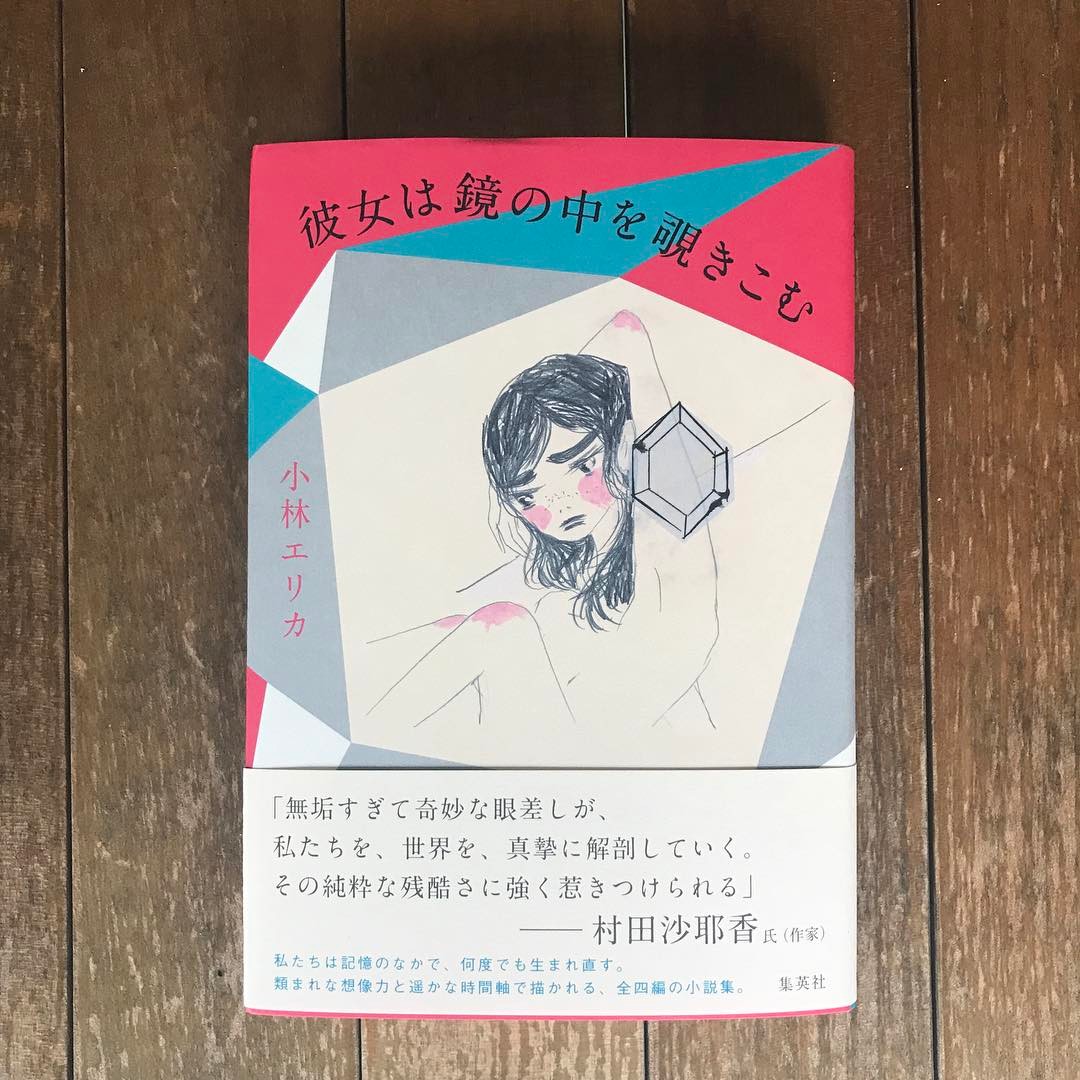 彼女は鏡の中を覗きこむ
小林エリカ
「無垢すぎて奇妙な眼差しが、
私たちを、世界を、真摯に解剖していく。
その純粋な残酷さに強く惹きつけられる」
── 村田沙耶香氏(作家)
私たちは記憶のなかで、何度でも生まれ直す。
類まれな想像力と遥かな時間軸で描かれる、全四編の小説集。
集英社